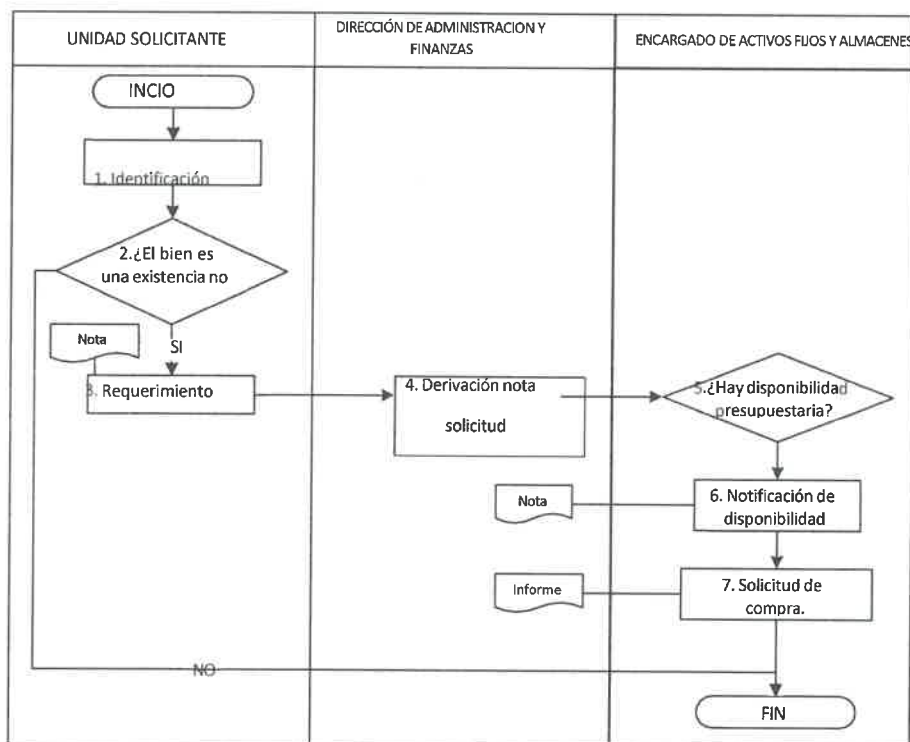 UNIDAD SOLICITANTE
DIRECCIÓN DE ADMINISTRACION Y
FINANZAS
ENCARGADO DE ACTIVOS FIJOS Y ALMACENES
INCIO
1. Identificación
2.¿El bien es
una existencia no
SI
Nota
3. Requerimiento
4. Derivación nota
solicitud
5.¿Hay disponibilidad
presupuestaria?
Nota
6. Notificación de
disponibilidad
Informe
7. Solicitud de
compra.
NO
FIN